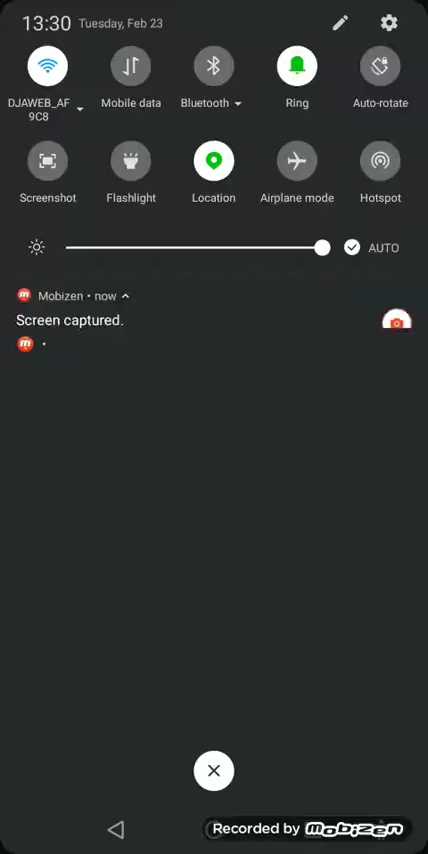 13:30 Tuesday, Feb 23
DJAWEB_AF
9C8
Mobile data
Bluetooth
Ring
Auto-rotate
Screenshot
Flashlight
Location
Airplane mode
Hotspot
AUTO
Mobizen • now
Screen captured.
Recorded by mobizen